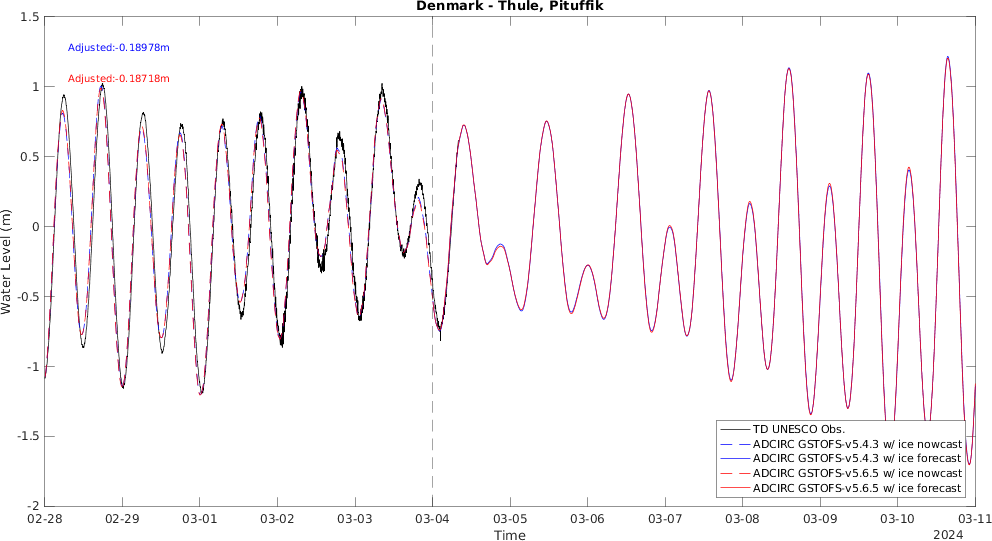 Denmark - Thule, Pituffik
Adjusted:-0.18978m
Adjusted:-0.18718m
1.5
1
0.5
0
-0.5
-1
-1.5
-2
Water Level (m)
TD UNESCO Obs.
ADCIRC GSTOFS-v5.4.3 w/ ice nowcast
ADCIRC GSTOFS-v5.4.3 w/ ice forecast
ADCIRC GSTOFS-v5.6.5 w/ ice nowcast
ADCIRC GSTOFS-v5.6.5 w/ ice forecast
02-28 02-29 03-01 03-02 03-03 03-04 03-05 03-06 03-07 03-08 03-09 03-10 03-11
Time
2024